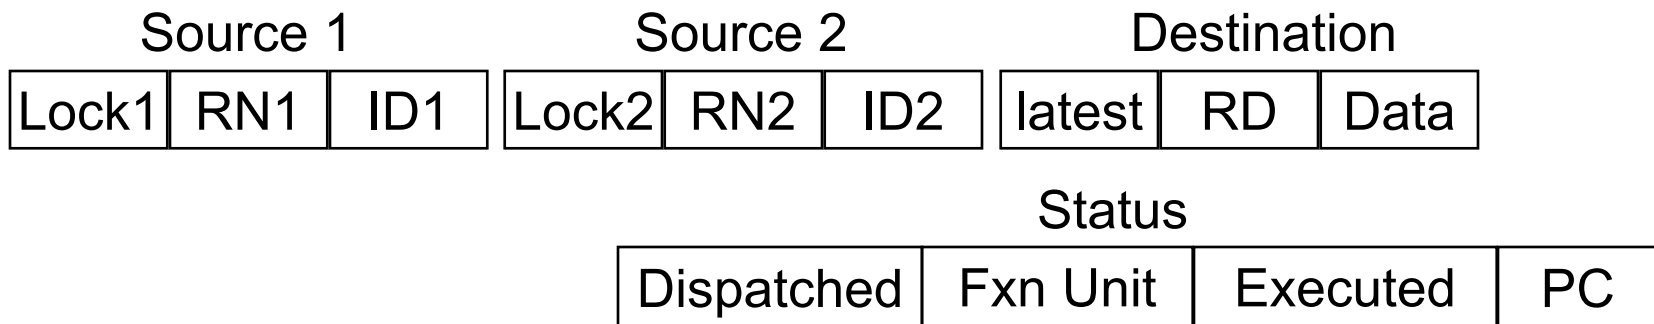 Source 1 Source 2 Destination
Lock1 RN1 ID1 Lock2 RN2 ID2 latest RD Data
Status
Dispatched Fxn Unit Executed PC